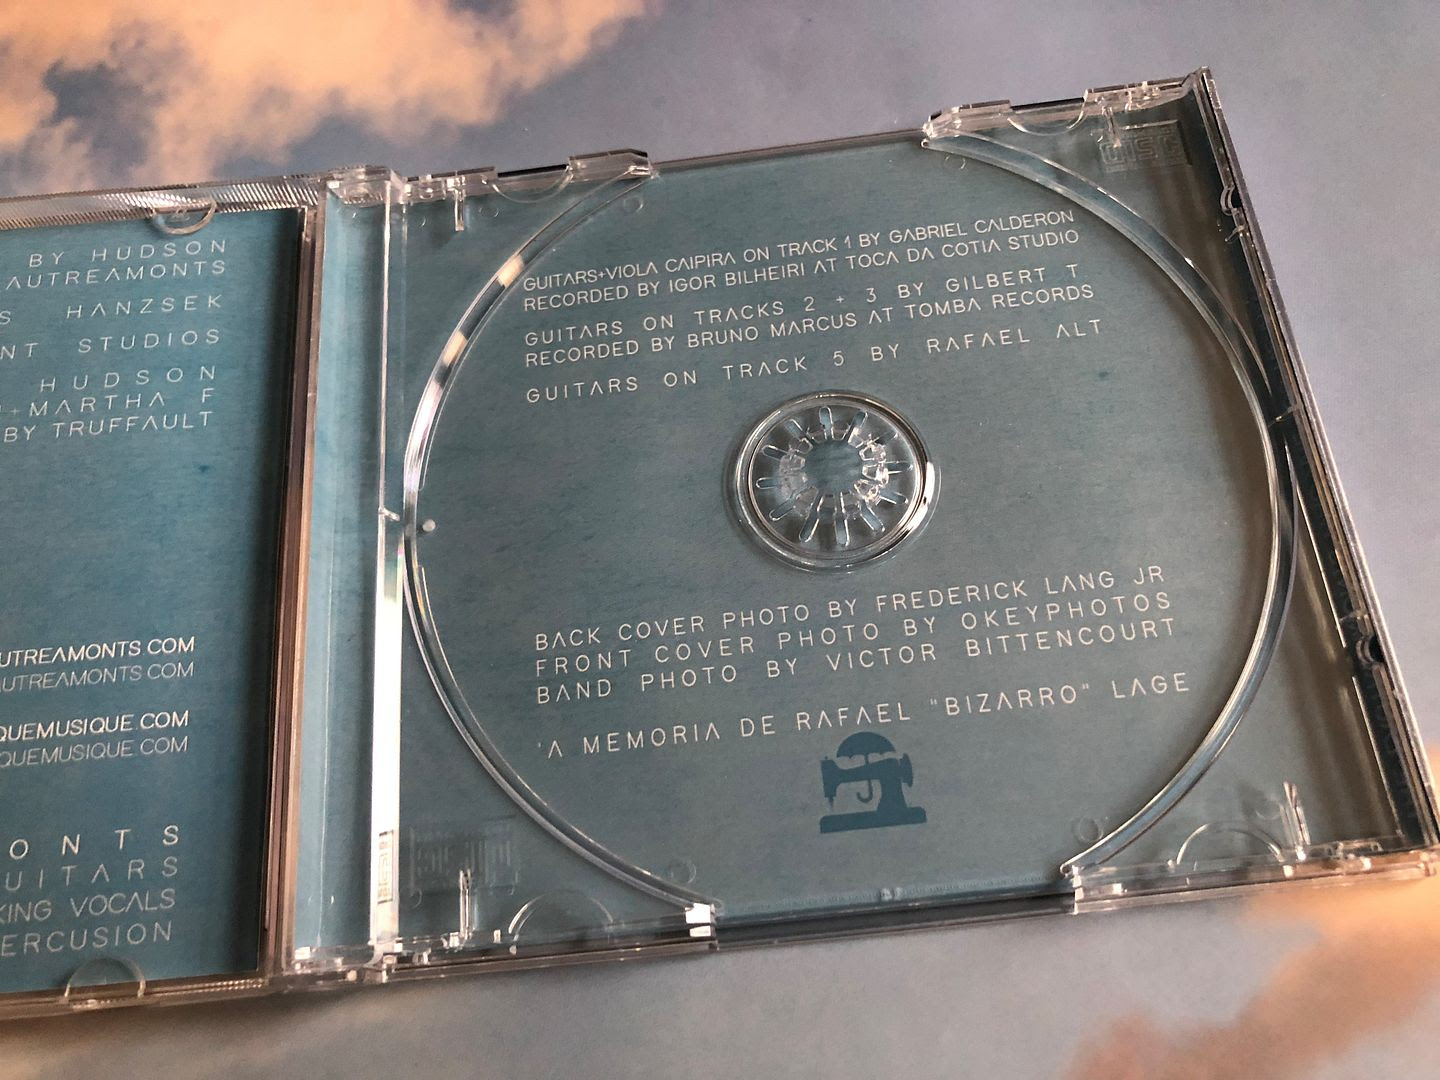 BY HUDSON
AUTREAMONTS
HANZSEK
STUDIOS
HUDSON
+MARTHA F
BY TRUFFAULT
UTREAMONTS.COM
UTREAMONTS.COM
QUEMUSIQUE.COM
QUEMUSIQUE.COM
ONTS
UITARS
KING VOCALS
ERCUSION
GUITARS+VIOLA CAIPIRA ON TRACK 1 BY GABRIEL CALDERON
RECORDED BY IGOR BILHEIRI AT TOCA DA COTIA STUDIO
GUITARS ON TRACKS 2 + 3 BY GILBERT T.
RECORDED BY BRUNO MARCUS AT TOMBA RECORDS
GUITARS ON TRACK 5 BY RAFAEL ALT
BACK COVER PHOTO BY FREDERICK LANG JR
FRONT COVER PHOTO BY OKEYPHOTOS
BAND PHOTO BY VICTOR BITTENCOURT
'A MEMORIA DE RAFAEL "BIZARRO" LAGE